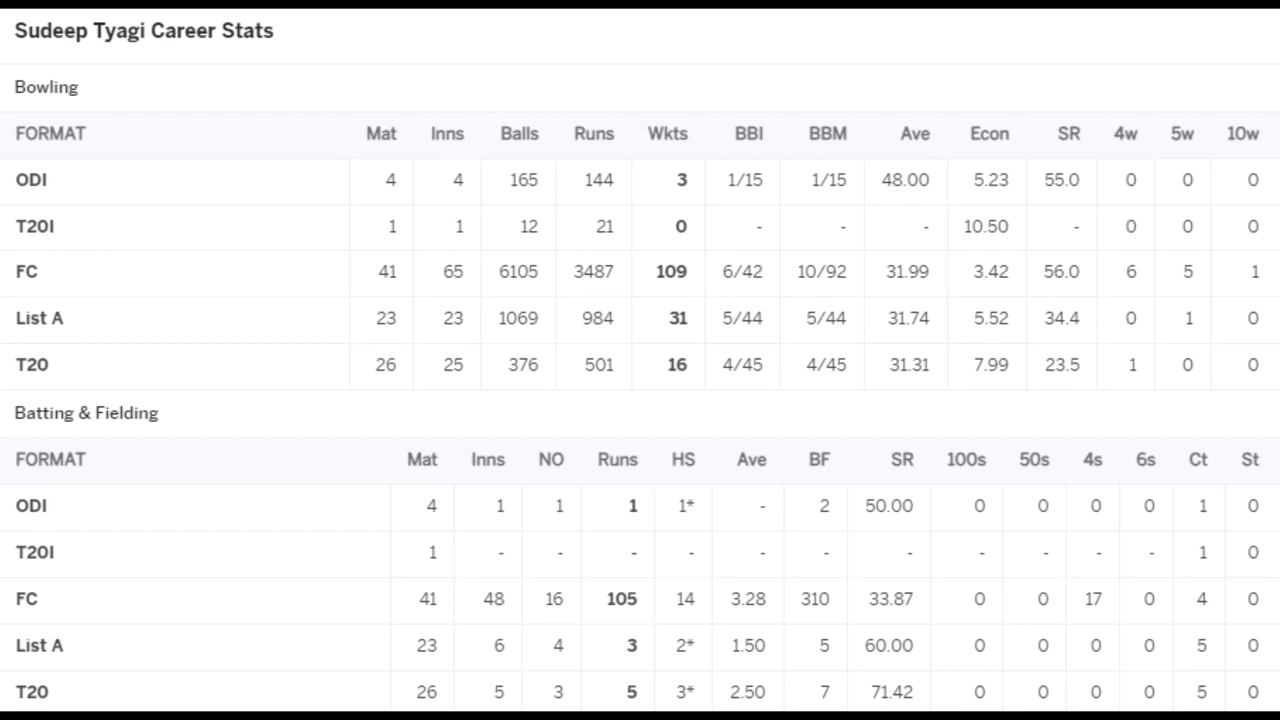 Sudeep Tyagi Career Stats
Bowling
FORMAT Mat Inns Balls Runs Wkts BBI BBM Ave Econ SR 4w 5w 10w
ODI 4 4 165 144 3 1/15 1/15 48.00 5.23 55.0 0 0 0
T20I 1 1 12 21 0 - - - 10.50 - 0 0 0
FC 41 65 6105 3487 109 6/42 10/92 31.99 3.42 56.0 6 5 1
List A 23 23 1069 984 31 5/44 5/44 31.74 5.52 34.4 0 1 0
T20 26 25 376 501 16 4/45 4/45 31.31 7.99 23.5 1 0 0
Batting & Fielding
FORMAT Mat Inns NO Runs HS Ave BF SR 100s 50s 4s 6s Ct St
ODI 4 1 1 1 1* - 2 50.00 0 0 0 0 1 0
T20I 1 - - - - - - - - - - - 1 0
FC 41 48 16 105 14 3.28 310 33.87 0 0 17 0 4 0
List A 23 6 4 3 2* 1.50 5 60.00 0 0 0 0 5 0
T20 26 5 3 5 3* 2.50 7 71.42 0 0 0 0 5 0